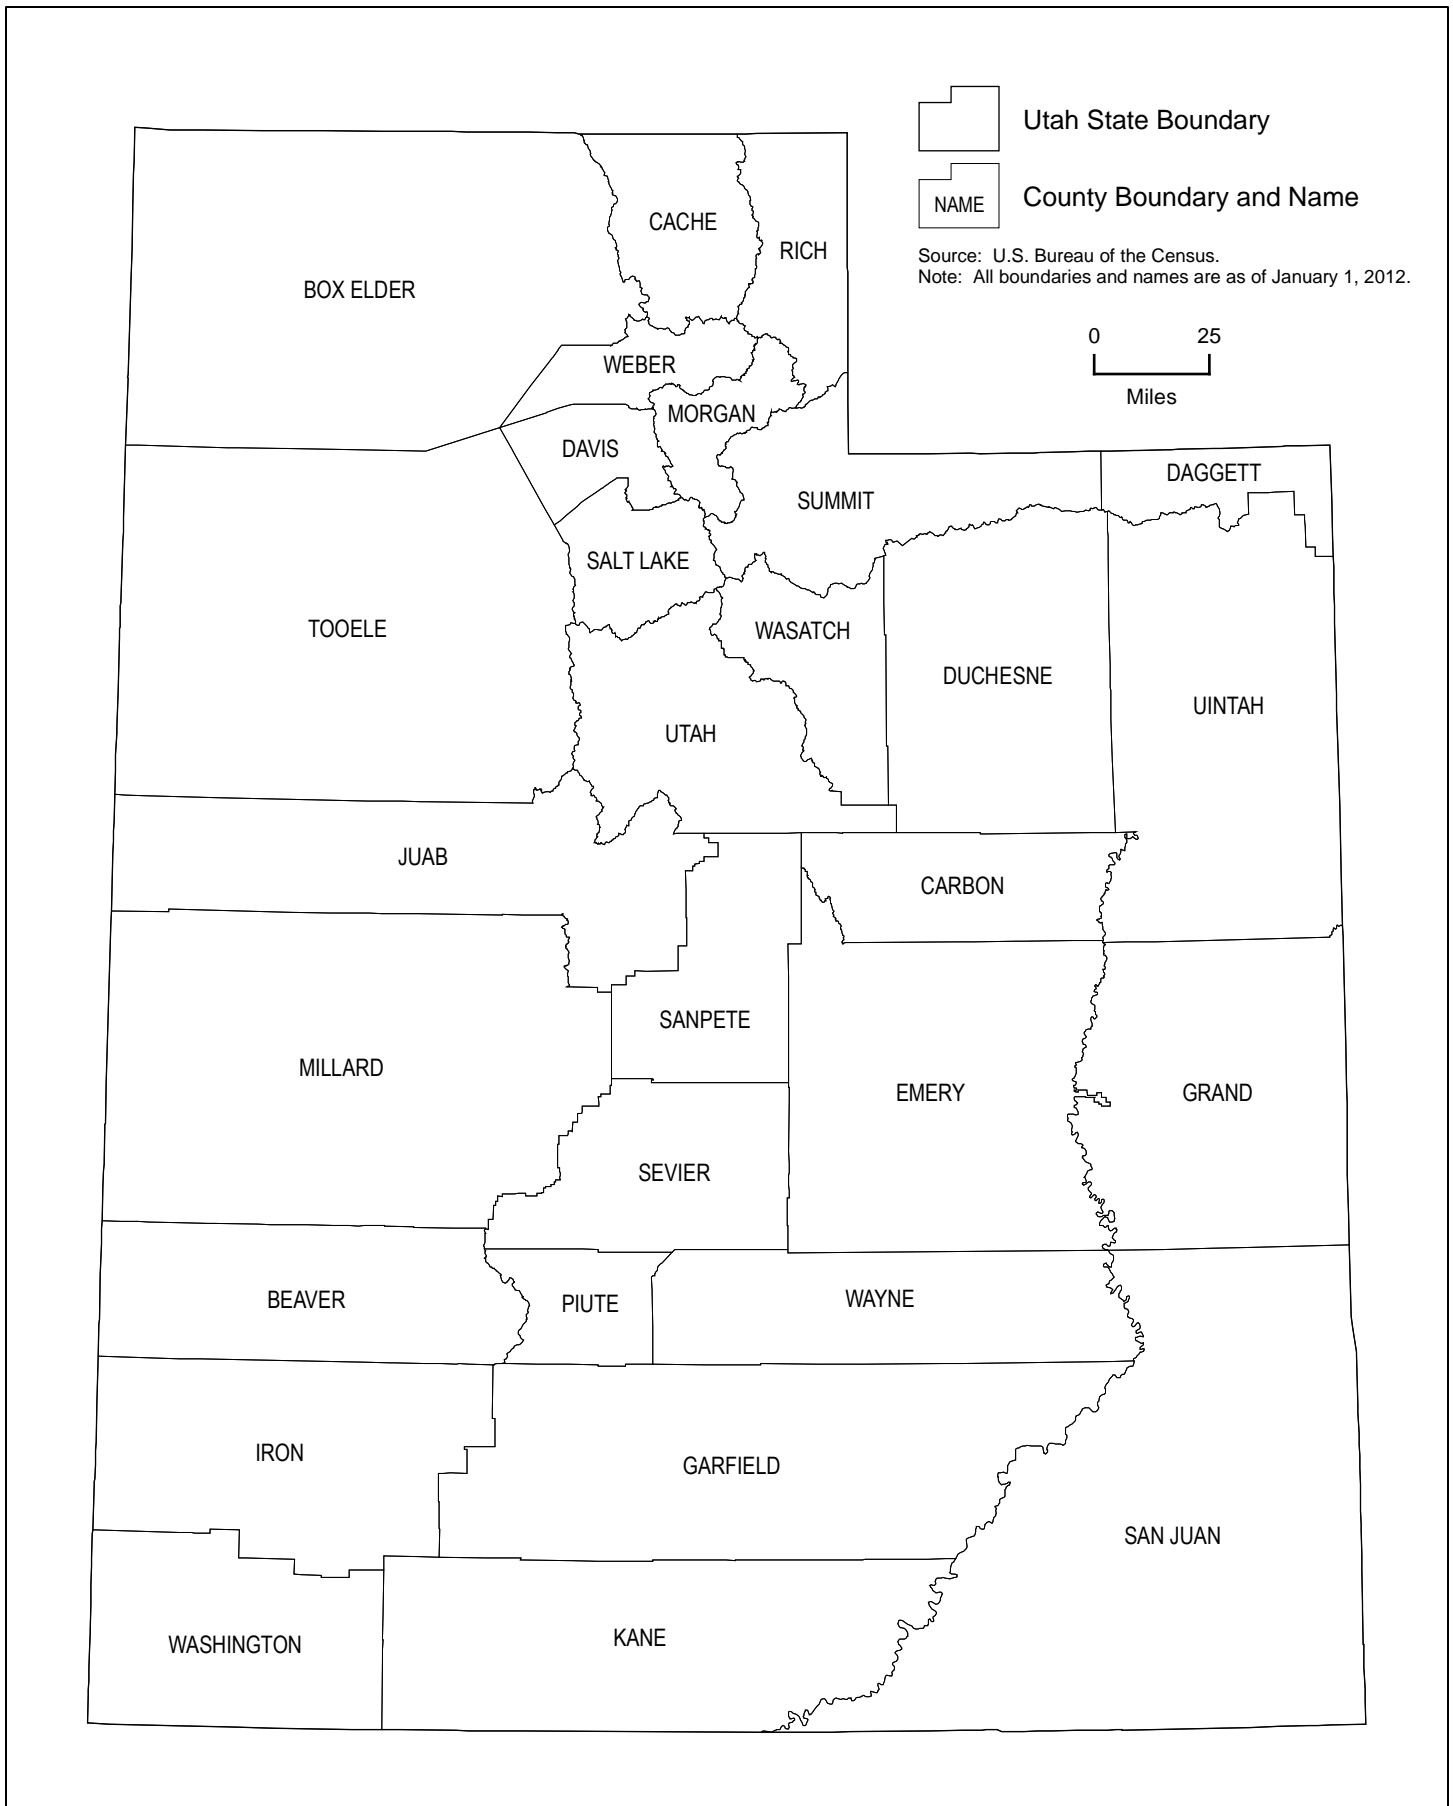 Utah State Boundary
NAME
County Boundary and Name
Source: U.S. Bureau of the Census.
Note: All boundaries and names are as of January 1, 2012.
0 25
Miles
CACHE
RICH
BOX ELDER
WEBER
MORGAN
DAVIS
DAGGETT
SUMMIT
SALT LAKE
TOOELE
WASATCH
DUCHESNE
UINTAH
UTAH
JUAB
CARBON
SANPETE
MILLARD
EMERY
GRAND
SEVIER
BEAVER
PIUTE
WAYNE
IRON
GARFIELD
SAN JUAN
WASHINGTON
KANE